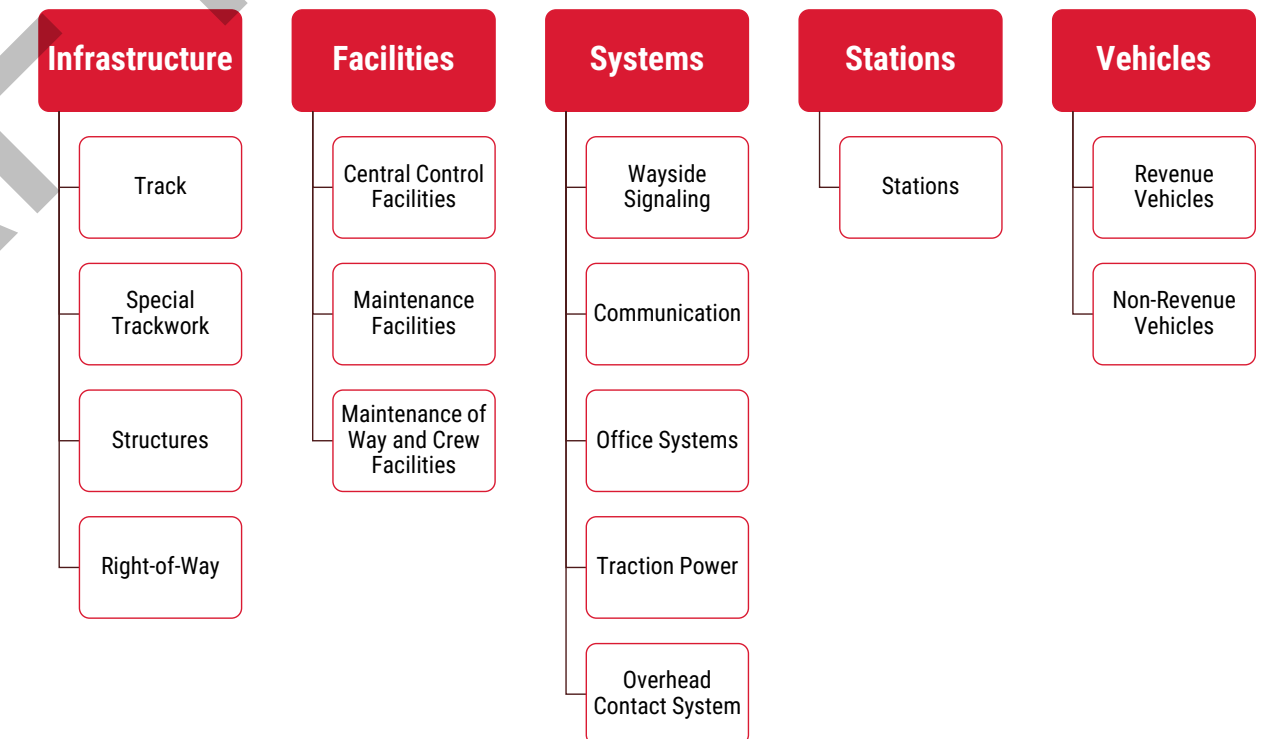 Infrastructure
Facilities
Systems
Stations
Vehicles
Track
Special
Trackwork
Structures
Right-of-Way
Central Control
Facilities
Maintenance
Facilities
Maintenance of
Way and Crew
Facilities
Wayside
Signaling
Communication
Office Systems
Traction Power
Overhead
Contact System
Stations
Revenue
Vehicles
Non-Revenue
Vehicles